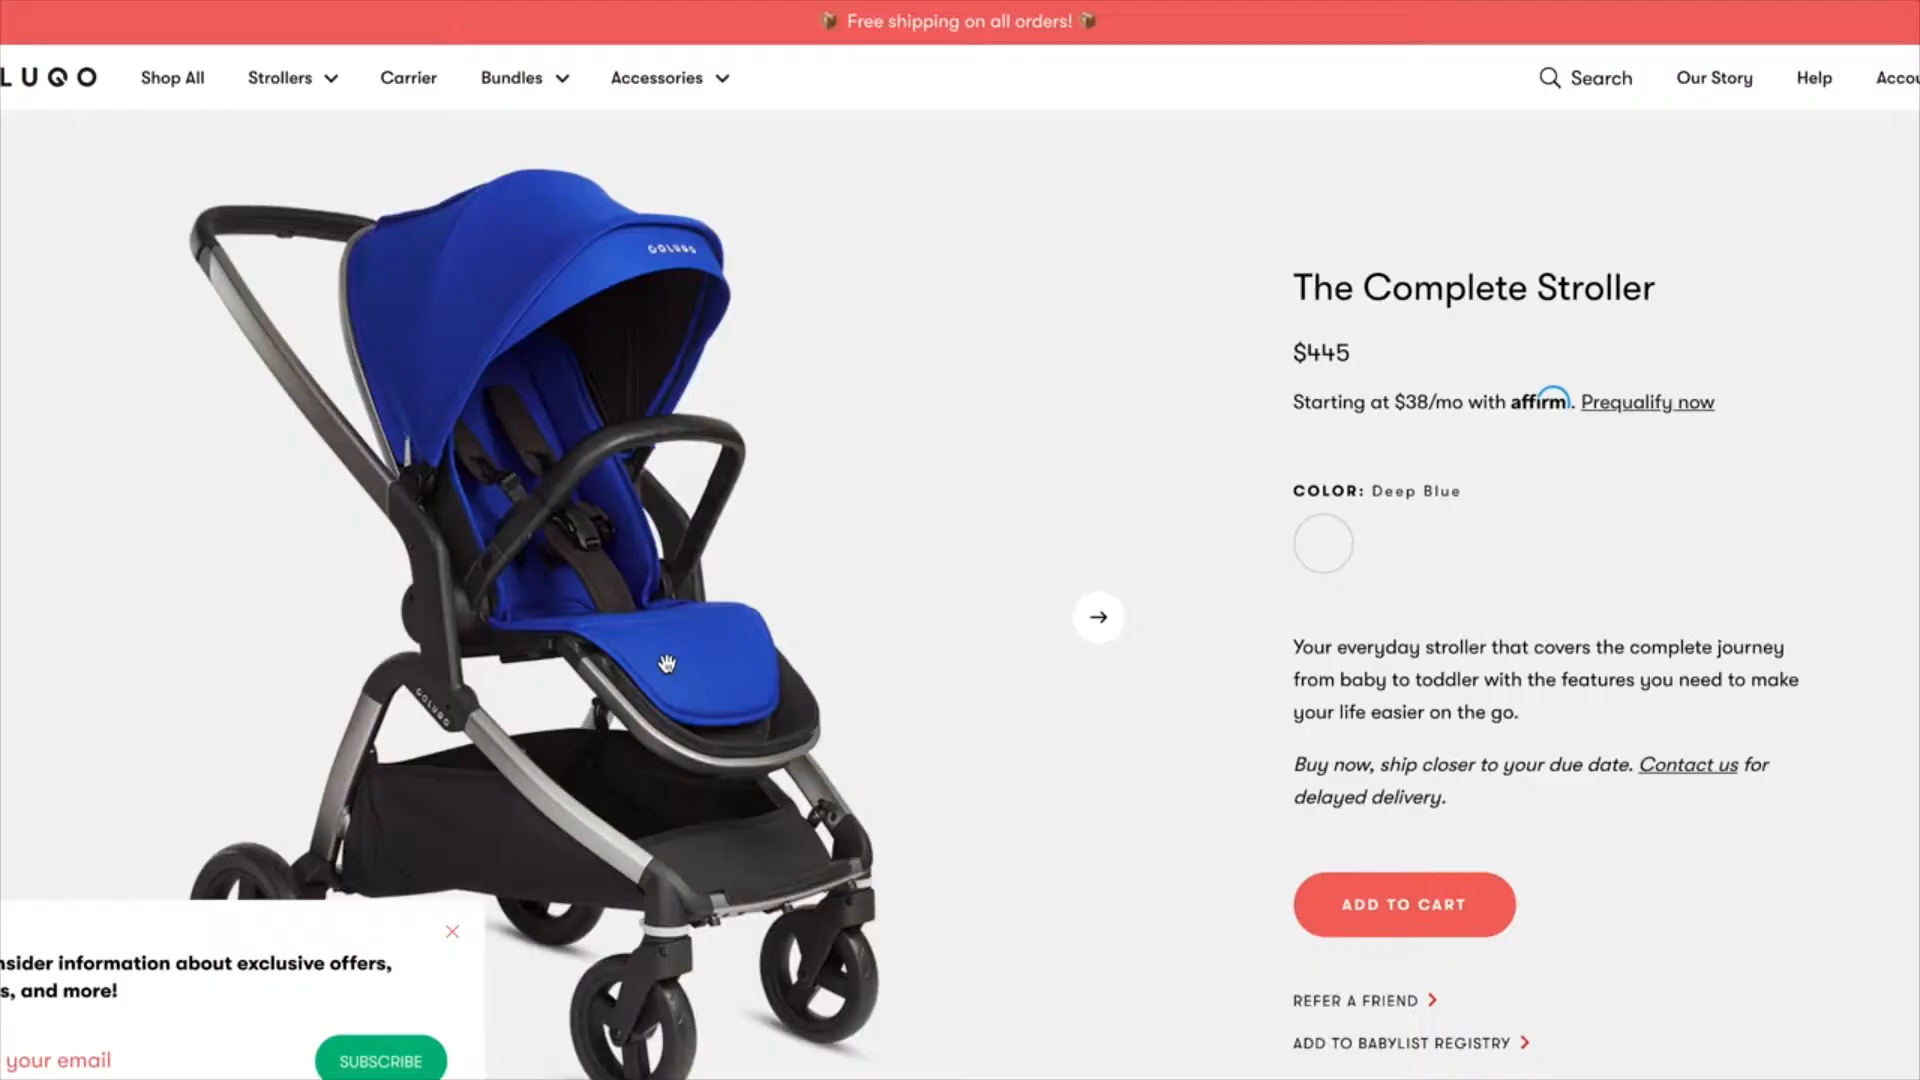 Free shipping on all orders!
LUGO Shop All Strollers Carrier Bundles Accessories Search Our Story Help Accou
GOLUGO
The Complete Stroller
$445
Starting at $38/mo with affirm. Prequalify now
COLOR: Deep Blue
Your everyday stroller that covers the complete journey
from baby to toddler with the features you need to make
your life easier on the go.
GOLUGO
Buy now, ship closer to your due date. Contact us for
delayed delivery.
ADD TO CART
nsider information about exclusive offers,
s, and more!
your email
SUBSCRIBE
REFER A FRIEND
ADD TO BABYLIST REGISTRY